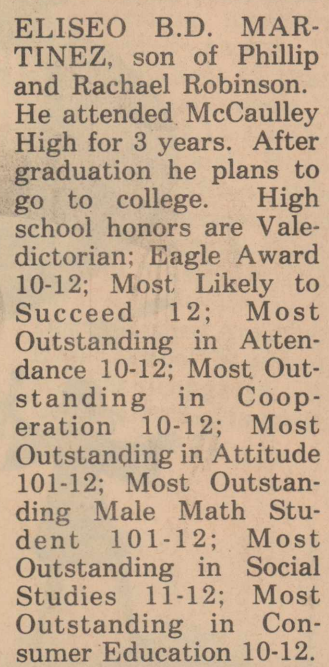 ELISEO B.D. MAR-
TINEZ, son of Phillip
and Rachael Robinson.
He attended McCaulley
High for 3 years. After
graduation he plans to
go to college. High
school honors are Vale-
dictorian; Eagle Award
10-12; Most Likely to
Succeed 12; Most
Outstanding in Atten-
dance 10-12; Most Out-
standing in Coop-
eration 10-12; Most
Outstanding in Attitude
101-12; Most Outstan-
ding Male Math Stu-
dent 101-12; Most
Outstanding in Social
Studies 11-12; Most
Outstanding in Con-
sumer Education 10-12.